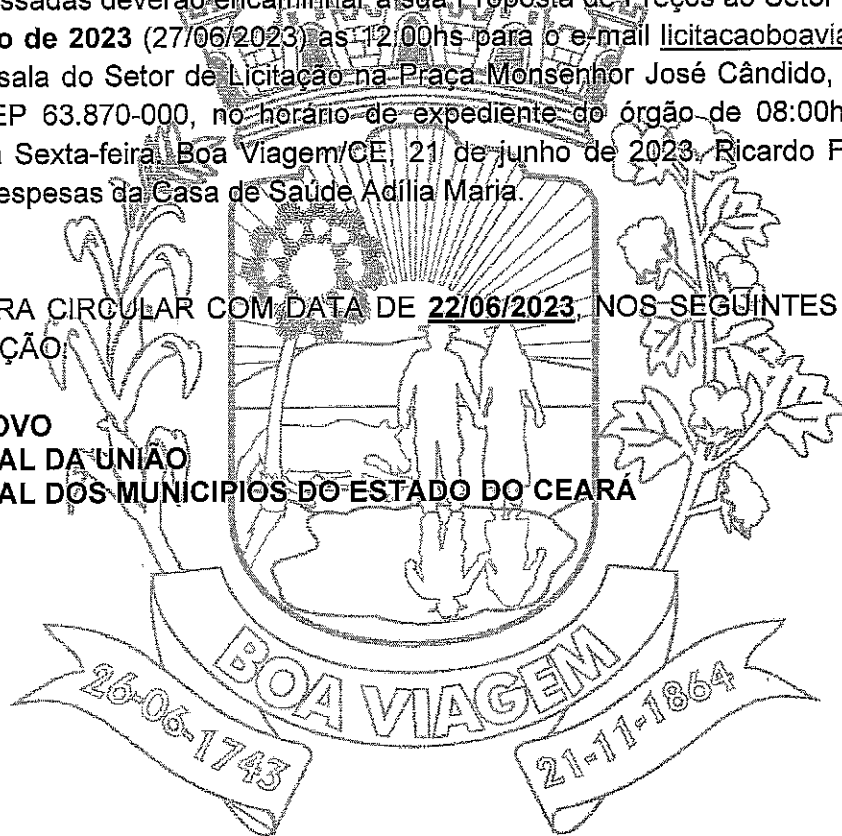 essadas deverão encaminhar a sua Proposta de Preços ao Setor
o de 2023 (27/06/2023) as 12:00hs para o e-mail licitacaoboavia
sala do Setor de Licitação na Praça Monsenhor José Cândido,
EP 63.870-000, no horário de expediente do órgão de 08:00h
a Sexta-feira. Boa Viagem/CE, 21 de junho de 2023. Ricardo F
espesas da Casa de Saúde Adília Maria.
RA CIRCULAR COM DATA DE 22/06/2023, NOS SEGUINTES
ÇÃO:
OVO
AL DA UNIÃO
AL DOS MUNICIPIOS DO ESTADO DO CEARÁ
BOA VIAGEM
26-06-1743
21-11-1864